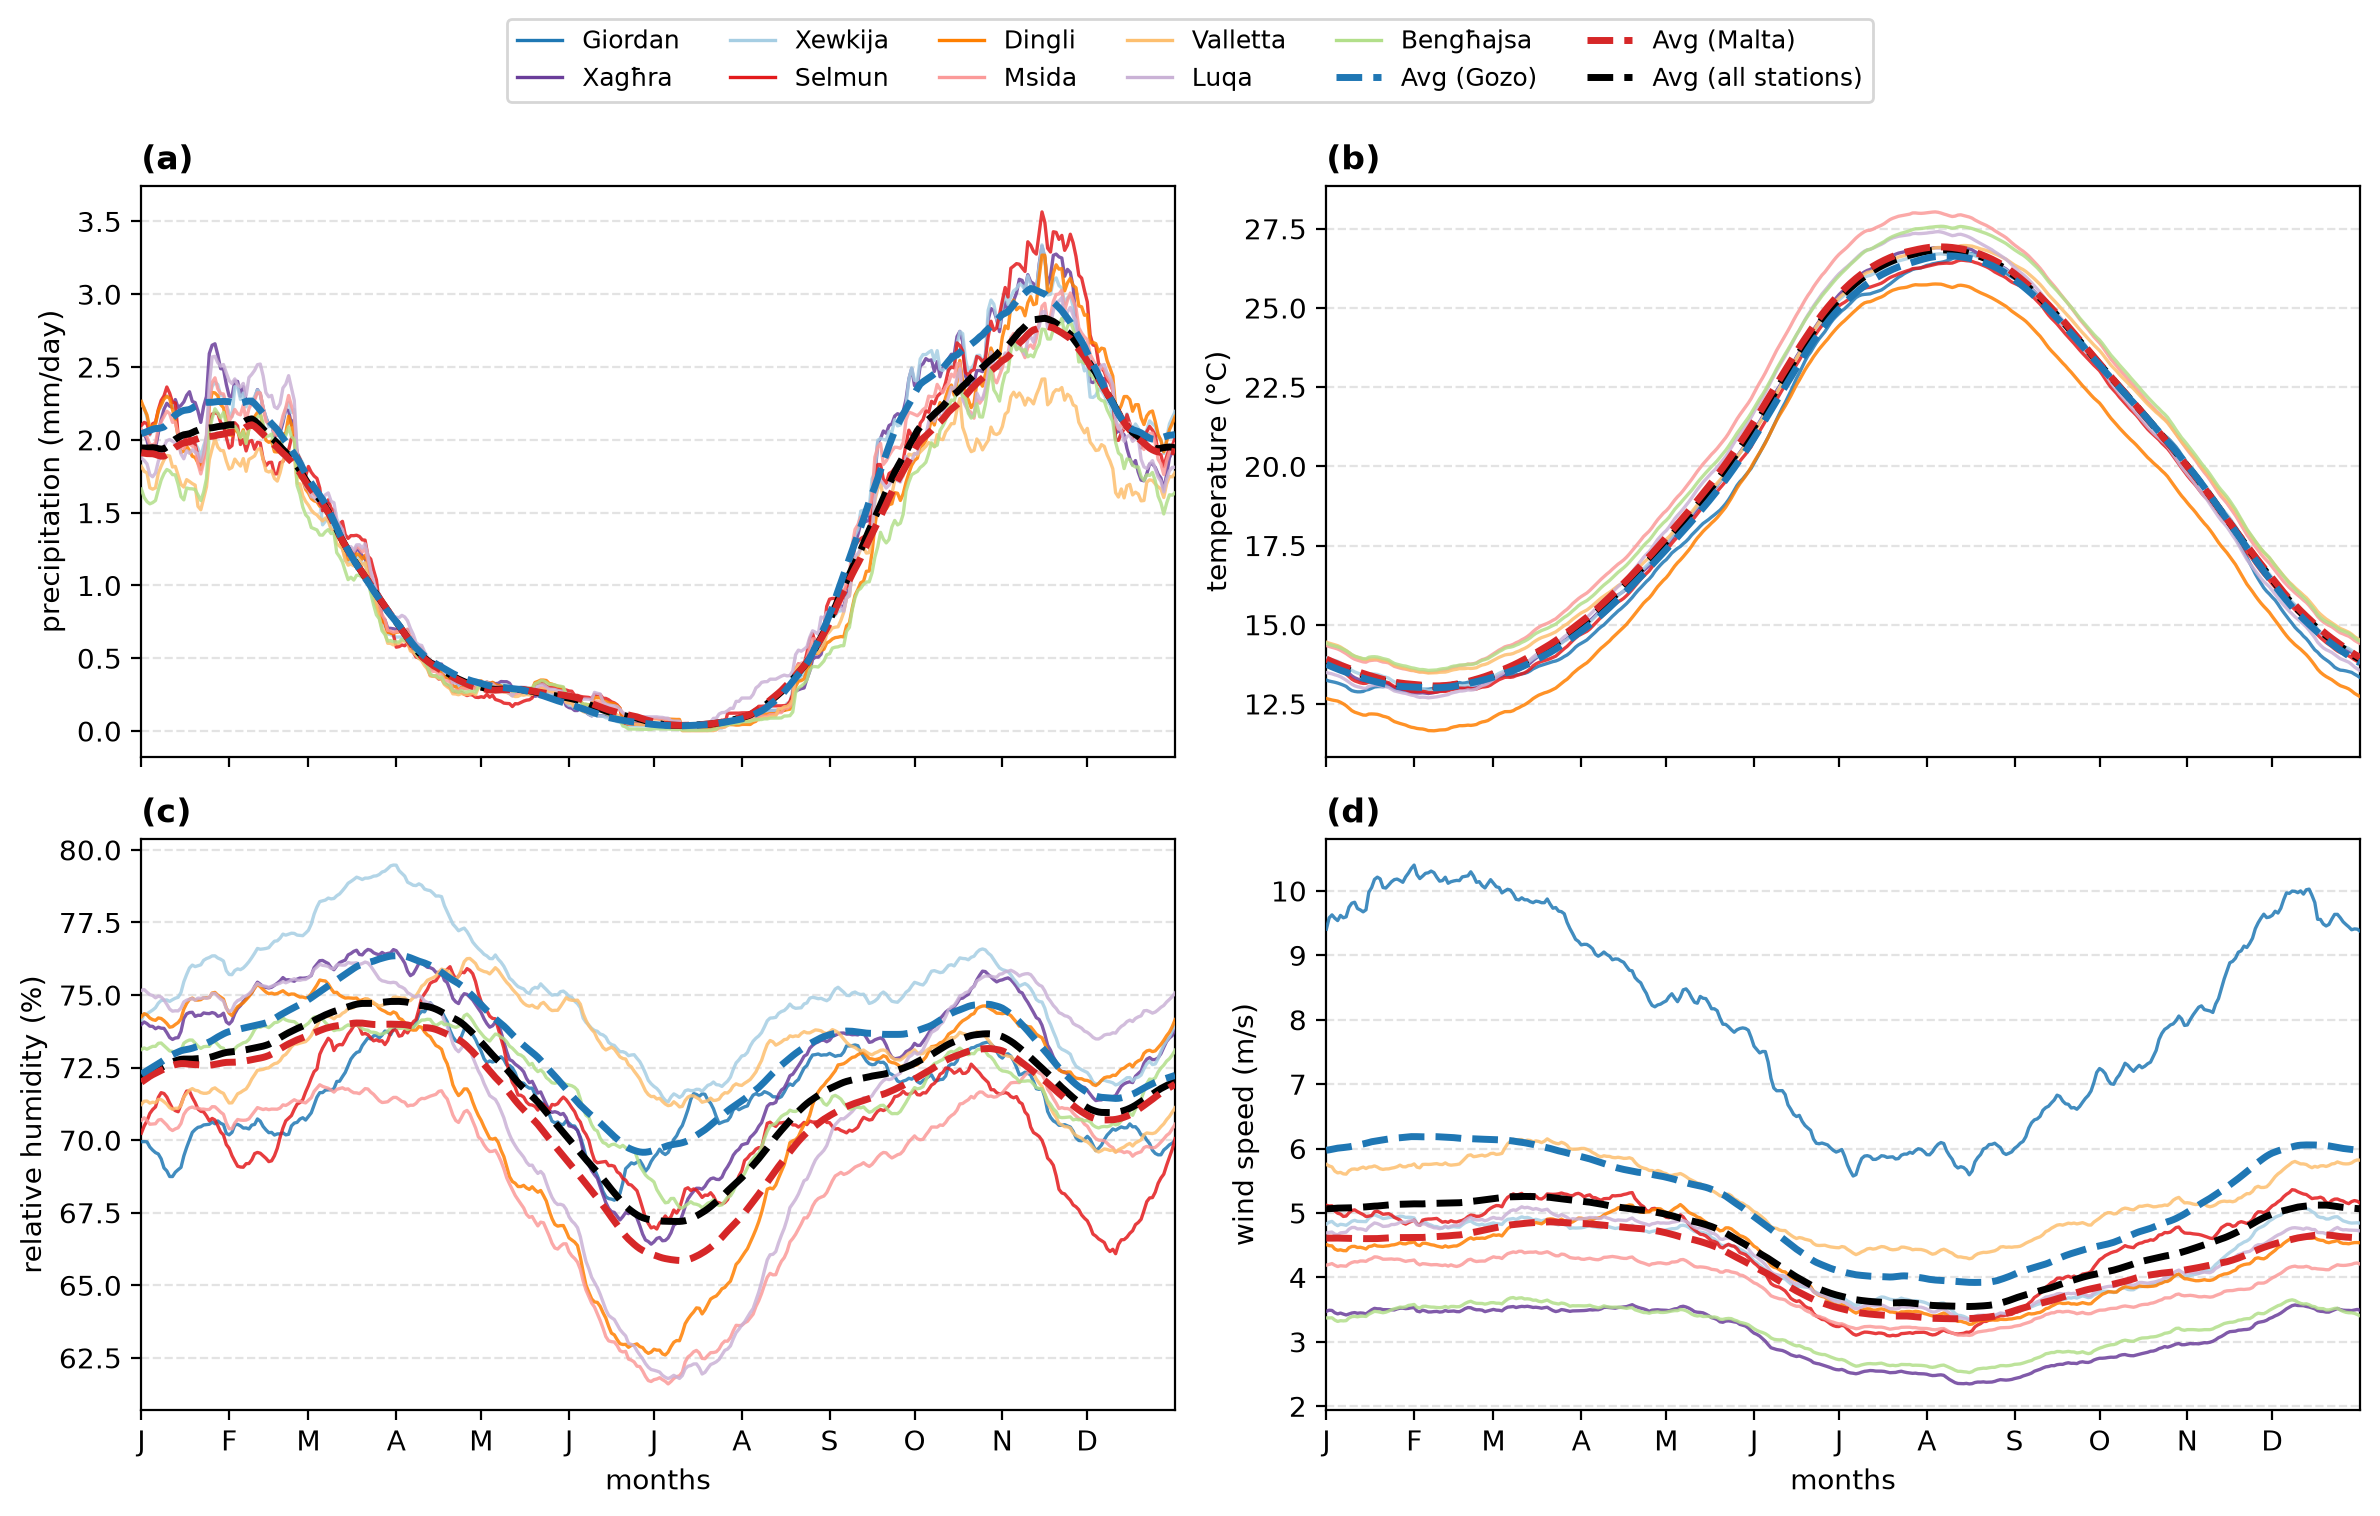 Giordan Xewkija Dingli Valletta Bengħajsa Avg (Malta)
Xagħra Selmun Msida Luqa Avg (Gozo) Avg (all stations)
(a)
3.5
3.0
2.5
2.0
1.5
1.0
0.5
0.0
precipitation (mm/day)
(b)
27.5
25.0
22.5
20.0
17.5
15.0
12.5
temperature (°C)
(c)
80.0
77.5
75.0
72.5
70.0
67.5
65.0
62.5
relative humidity (%)
J F M A M J J A S O N D
months
(d)
10
9
8
7
6
5
4
3
2
wind speed (m/s)
J F M A M J J A S O N D
months